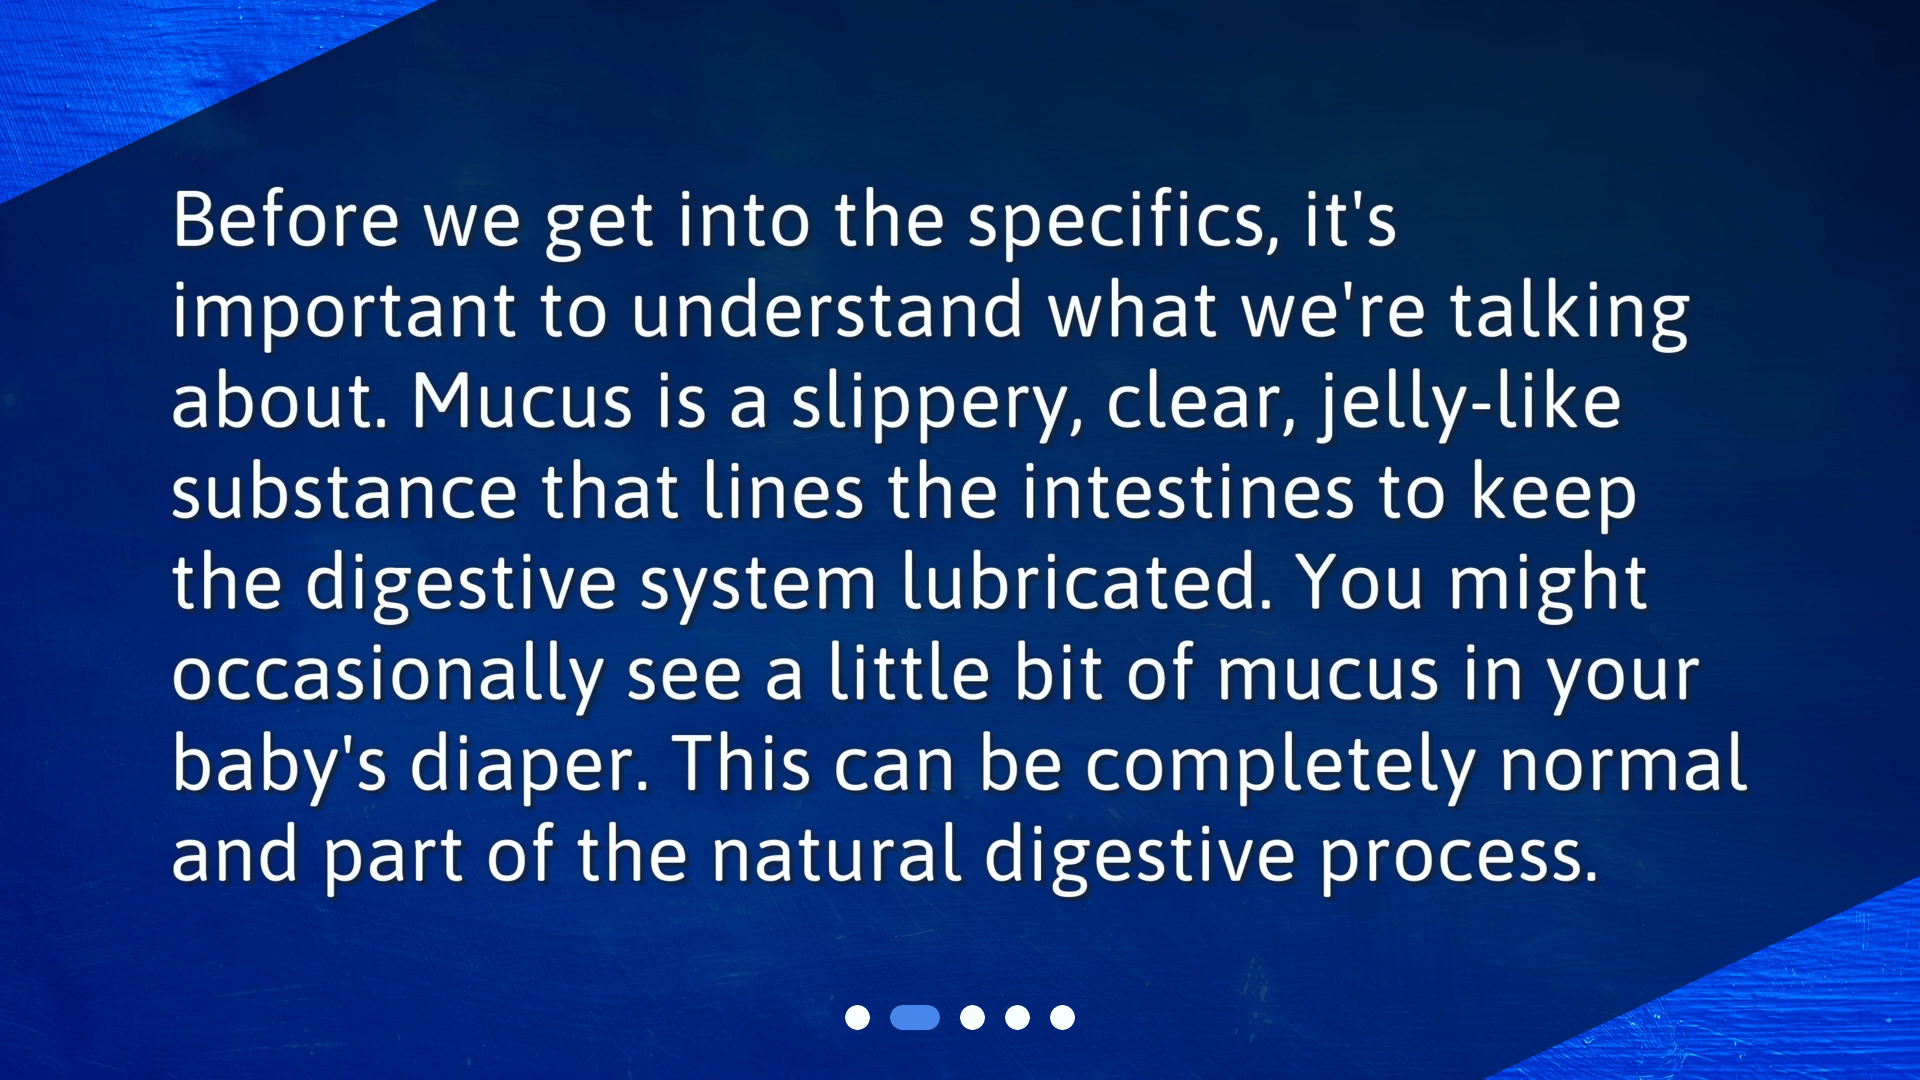 Before we get into the specifics, it's
important to understand what we're talking
about. Mucus is a slippery, clear, jelly-like
substance that lines the intestines to keep
the digestive system lubricated. You might
occasionally see a little bit of mucus in your
baby's diaper. This can be completely normal
and part of the natural digestive process.